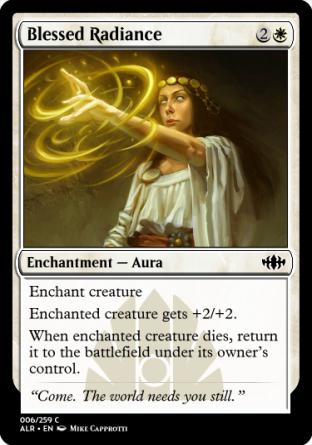 Blessed Radiance 2
Enchantment — Aura
Enchant creature
Enchanted creature gets +2/+2.
When enchanted creature dies, return
it to the battlefield under its owner's
control.
“Come. The world needs you still.”
006/259 C
ALR • EN Mike Capprotti